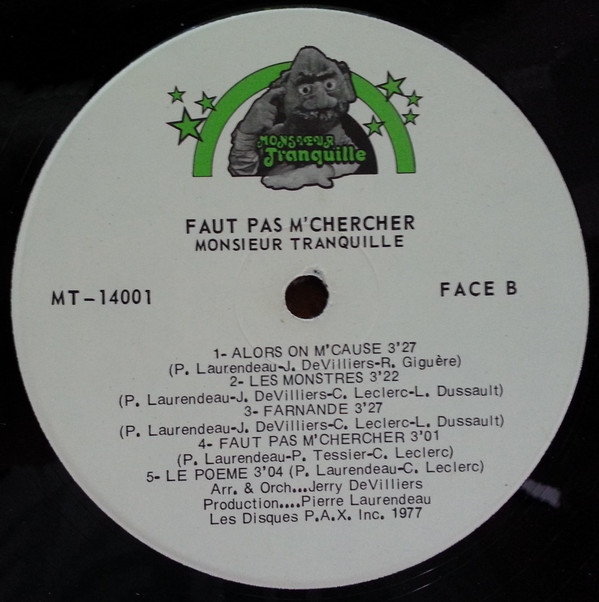 MONSIEUR
Tranquille
FAUT PAS M'CHERCHER
MONSIEUR TRANQUILLE
MT-14001
FACE B
1- ALORS ON M'CAUSE 3'27
(P. Laurendeau-J. DeVilliers-R. Giguère)
2- LES MONSTRES 3'22
(P. Laurendeau-J. DeVilliers-C. Leclerc-L. Dussault)
3- FARNANDE 3'27
(P. Laurendeau-J. DeVilliers-C. Leclerc-L. Dussault)
4- FAUT PAS M'CHERCHER 3'01
(P. Laurendeau-P. Tessier-C. Leclerc)
5- LE POEME 3'04 (P. Laurendeau-C. Leclerc)
Arr. & Orch...Jerry DeVilliers
Production....Pierre Laurendeau
Les Disques P.A.X. Inc. 1977